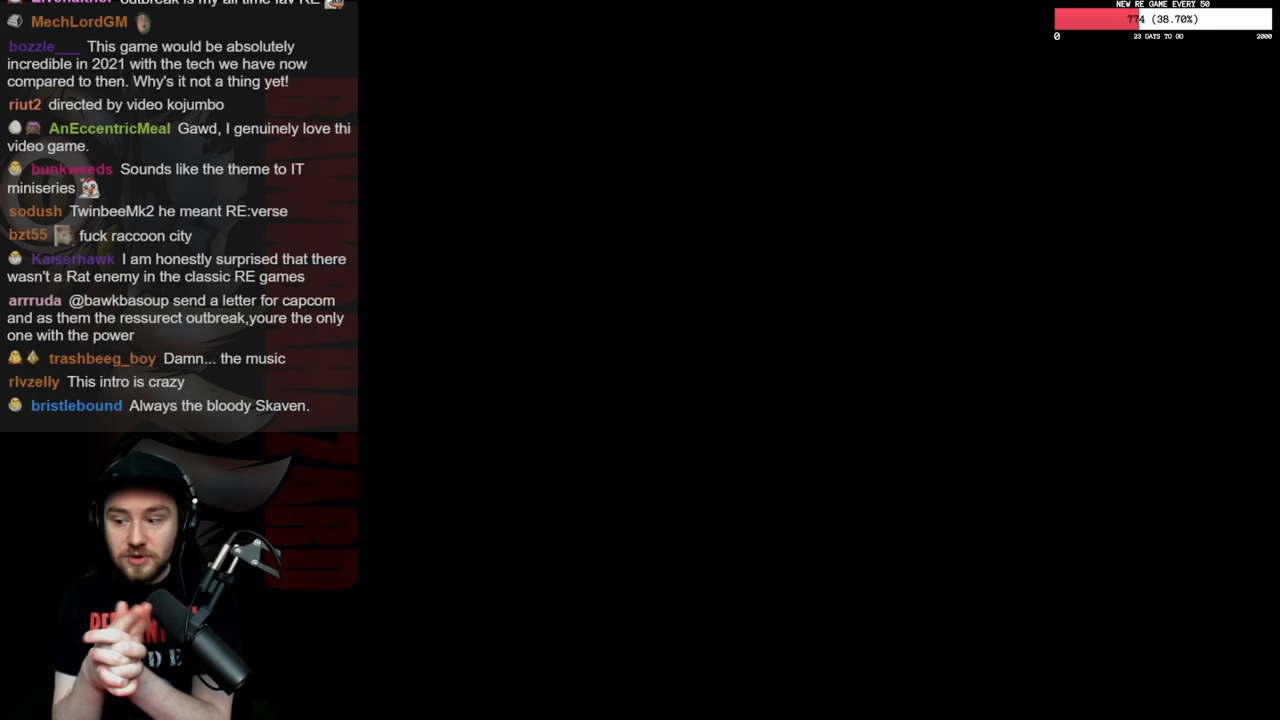 outbreak is my all time fav RE
MechLordGM
bozzle___ This game would be absolutely
incredible in 2021 with the tech we have now
compared to then. Why's it not a thing yet!
riut2 directed by video kojumbo
AnEccentricMeal Gawd, I genuinely love thi
video game.
bunkweeds Sounds like the theme to IT
miniseries
sodush TwinbeeMk2 he meant RE:verse
bzt55 fuck raccoon city
Kaiserhawk I am honestly surprised that there
wasn't a Rat enemy in the classic RE games
arrruda @bawkbasoup send a letter for capcom
and as them the ressurect outbreak,youre the only
one with the power
trashbeeg_boy Damn... the music
rlvzelly This intro is crazy
bristlebound Always the bloody Skaven.
NEW RE GAME EVERY 50
774 (38.70%)
0 23 DAYS TO GO 2000